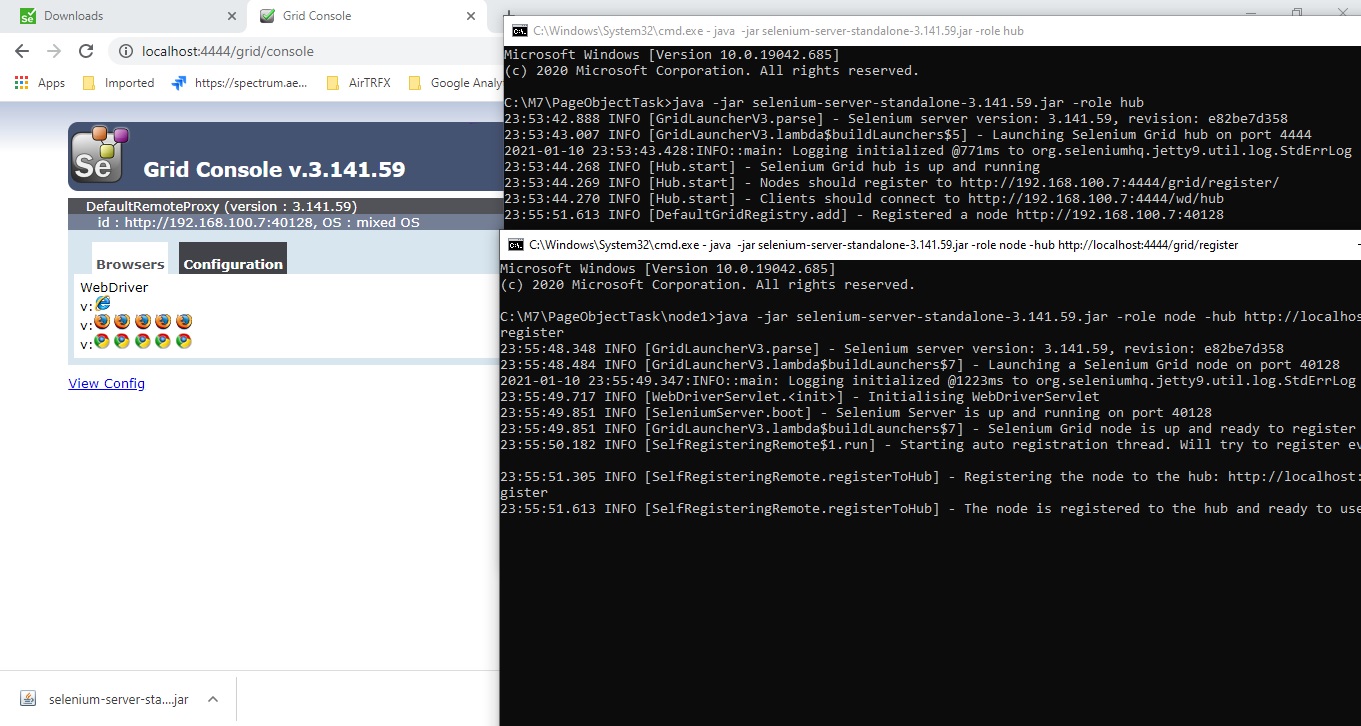 Downloads
Grid Console
localhost:4444/grid/console
Apps
Imported
https://spectrum.ae...
AirTRFX
Google Analy
Se
Grid Console v.3.141.59
DefaultRemoteProxy (version : 3.141.59)
id : http://192.168.100.7:40128, OS : mixed OS
Browsers
Configuration
WebDriver
v:
v:
v:
View Config
selenium-server-sta....jar
C:\Windows\System32\cmd.exe - java -jar selenium-server-standalone-3.141.59.jar -role hub
Microsoft Windows [Version 10.0.19042.685]
(c) 2020 Microsoft Corporation. All rights reserved.
C:\M7\PageObjectTask>java -jar selenium-server-standalone-3.141.59.jar -role hub
23:53:42.888 INFO [GridLauncherV3.parse] - Selenium server version: 3.141.59, revision: e82be7d358
23:53:43.007 INFO [GridLauncherV3.lambda$buildLaunchers$5] - Launching Selenium Grid hub on port 4444
2021-01-10 23:53:43.428:INFO::main: Logging initialized @771ms to org.seleniumhq.jetty9.util.log.StdErrLog
23:53:44.268 INFO [Hub.start] - Selenium Grid hub is up and running
23:53:44.269 INFO [Hub.start] - Nodes should register to http://192.168.100.7:4444/grid/register/
23:53:44.270 INFO [Hub.start] - Clients should connect to http://192.168.100.7:4444/wd/hub
23:55:51.613 INFO [DefaultGridRegistry.add] - Registered a node http://192.168.100.7:40128
C:\Windows\System32\cmd.exe - java -jar selenium-server-standalone-3.141.59.jar -role node -hub http://localhost:4444/grid/register
Microsoft Windows [Version 10.0.19042.685]
(c) 2020 Microsoft Corporation. All rights reserved.
C:\M7\PageObjectTask\node1>java -jar selenium-server-standalone-3.141.59.jar -role node -hub http://localhos
register
23:55:48.348 INFO [GridLauncherV3.parse] - Selenium server version: 3.141.59, revision: e82be7d358
23:55:48.484 INFO [GridLauncherV3.lambda$buildLaunchers$7] - Launching a Selenium Grid node on port 40128
2021-01-10 23:55:49.347:INFO::main: Logging initialized @1223ms to org.seleniumhq.jetty9.util.log.StdErrLog
23:55:49.717 INFO [WebDriverServlet.<init>] - Initialising WebDriverServlet
23:55:49.851 INFO [SeleniumServer.boot] - Selenium Server is up and running on port 40128
23:55:49.851 INFO [GridLauncherV3.lambda$buildLaunchers$7] - Selenium Grid node is up and ready to register
23:55:50.182 INFO [SelfRegisteringRemote$1.run] - Starting auto registration thread. Will try to register ev
23:55:51.305 INFO [SelfRegisteringRemote.registerToHub] - Registering the node to the hub: http://localhost:
gister
23:55:51.613 INFO [SelfRegisteringRemote.registerToHub] - The node is registered to the hub and ready to use